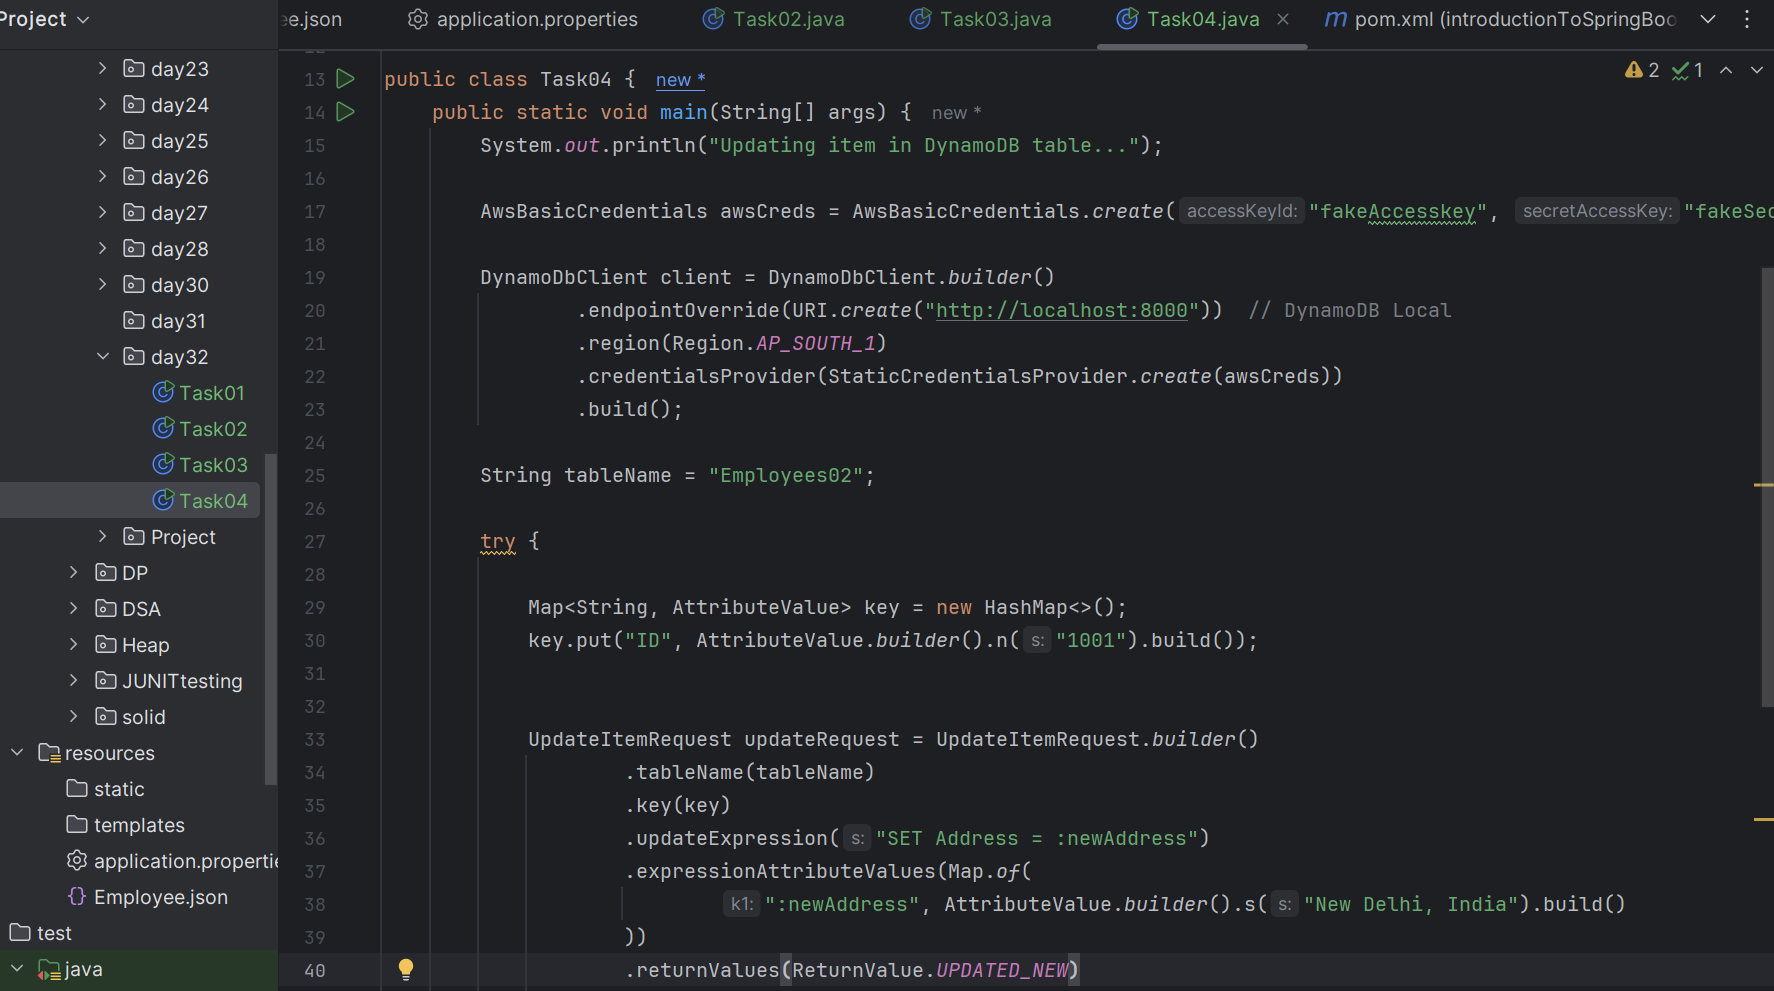 Project
ee.json
application.properties
Task02.java
Task03.java
Task04.java
pom.xml (introductionToSpringBoo
day23
day24
day25
day26
day27
day28
day30
day31
day32
Task01
Task02
Task03
Task04
Project
DP
DSA
Heap
JUNITtesting
solid
resources
static
templates
application.propertie
Employee.json
test
java
2 1
13 public class Task04 { new *
14 public static void main(String[] args) { new *
15 System.out.println("Updating item in DynamoDB table...");
16
17 AwsBasicCredentials awsCreds = AwsBasicCredentials.create( accessKeyId: "fakeAccesskey", secretAccessKey: "fakeSec
18
19 DynamoDbClient client = DynamoDbClient.builder()
20 .endpointOverride(URI.create("http://localhost:8000")) // DynamoDB Local
21 .region(Region.AP_SOUTH_1)
22 .credentialsProvider(StaticCredentialsProvider.create(awsCreds))
23 .build();
24
25 String tableName = "Employees02";
26
27 try {
28
29 Map<String, AttributeValue> key = new HashMap<>();
30 key.put("ID", AttributeValue.builder().n( s: "1001").build());
31
32
33 UpdateItemRequest updateRequest = UpdateItemRequest.builder()
34 .tableName(tableName)
35 .key(key)
36 .updateExpression( s: "SET Address = :newAddress")
37 .expressionAttributeValues(Map.of(
38 k1: ":newAddress", AttributeValue.builder().s( s: "New Delhi, India").build()
39 ))
40 .returnValues(ReturnValue.UPDATED_NEW)